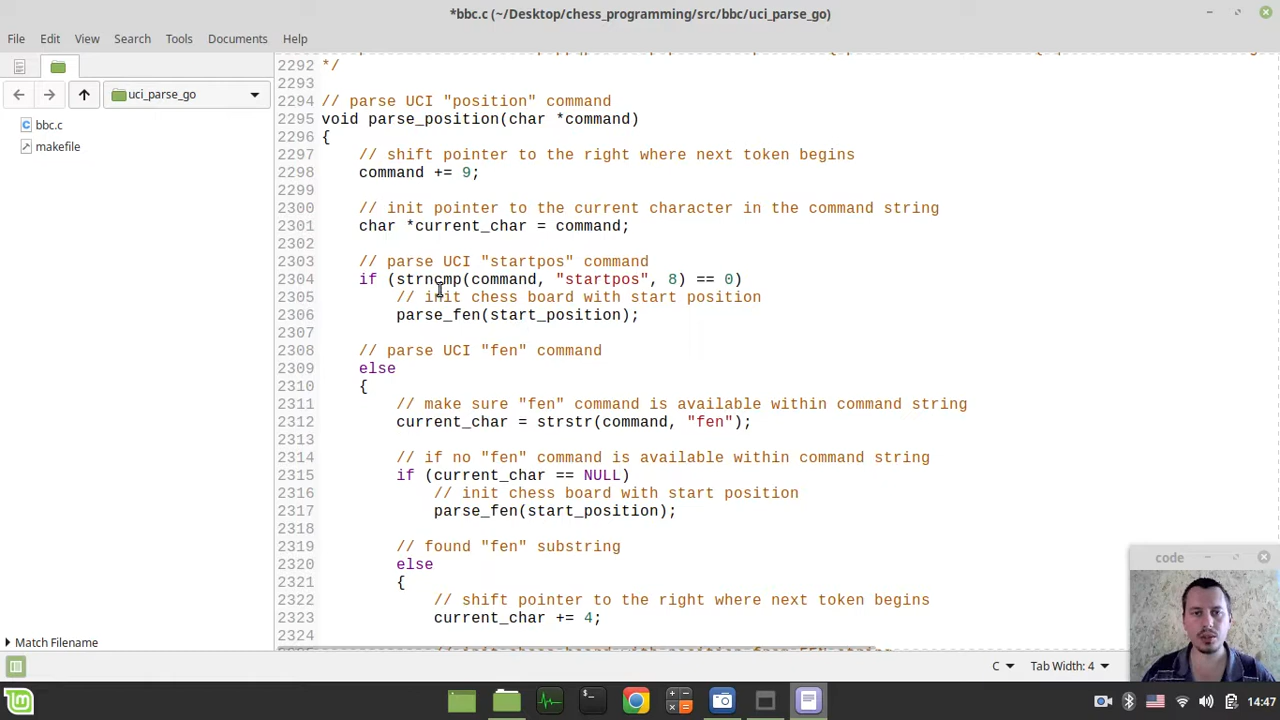 *bbc.c (~/Desktop/chess_programming/src/bbc/uci_parse_go)
File Edit View Search Tools Documents Help
uci_parse_go
bbc.c
makefile
Match Filename
2292 */
2293
2294 // parse UCI "position" command
2295 void parse_position(char *command)
2296 {
2297     // shift pointer to the right where next token begins
2298     command += 9;
2299
2300     // init pointer to the current character in the command string
2301     char *current_char = command;
2302
2303     // parse UCI "startpos" command
2304     if (strncmp(command, "startpos", 8) == 0)
2305         // init chess board with start position
2306         parse_fen(start_position);
2307
2308     // parse UCI "fen" command
2309     else
2310     {
2311         // make sure "fen" command is available within command string
2312         current_char = strstr(command, "fen");
2313
2314         // if no "fen" command is available within command string
2315         if (current_char == NULL)
2316             // init chess board with start position
2317             parse_fen(start_position);
2318
2319         // found "fen" substring
2320         else
2321         {
2322             // shift pointer to the right where next token begins
2323             current_char += 4;
2324
code
C Tab Width: 4
14:47